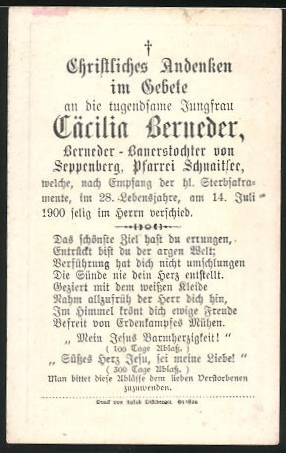 †
Christliches Andenken
im Gebete
an die tugendsame Jungfrau
Cäcilia Berneder,
Berneder-Bauerstochter von
Seppenberg, Pfarrei Schnaitsee,
welche, nach Empfang der hl. Sterbsakra-
mente, im 28. Lebensjahre, am 14. Juli
1900 selig im Herrn verschied.
Das schönste Ziel hast du errungen,
Entrückt bist du der argen Welt;
Verführung hat dich nicht umschlungen
Die Sünde nie dein Herz entstellt.
Geziert mit dem weißen Kleide
Nahm allzufrüh der Herr dich hin,
Im Himmel krönt dich ewige Freude
Befreit von Erdenkampfes Mühen.
„Mein Jesus Barmherzigkeit!"
(100 Tage Ablaß.)
„Süßes Herz Jesu, sei meine Liebe!"
(300 Tage Ablaß.)
Man bittet diese Ablässe dem lieben Verstorbenen
zuzuwenden.
Druck von Jakob